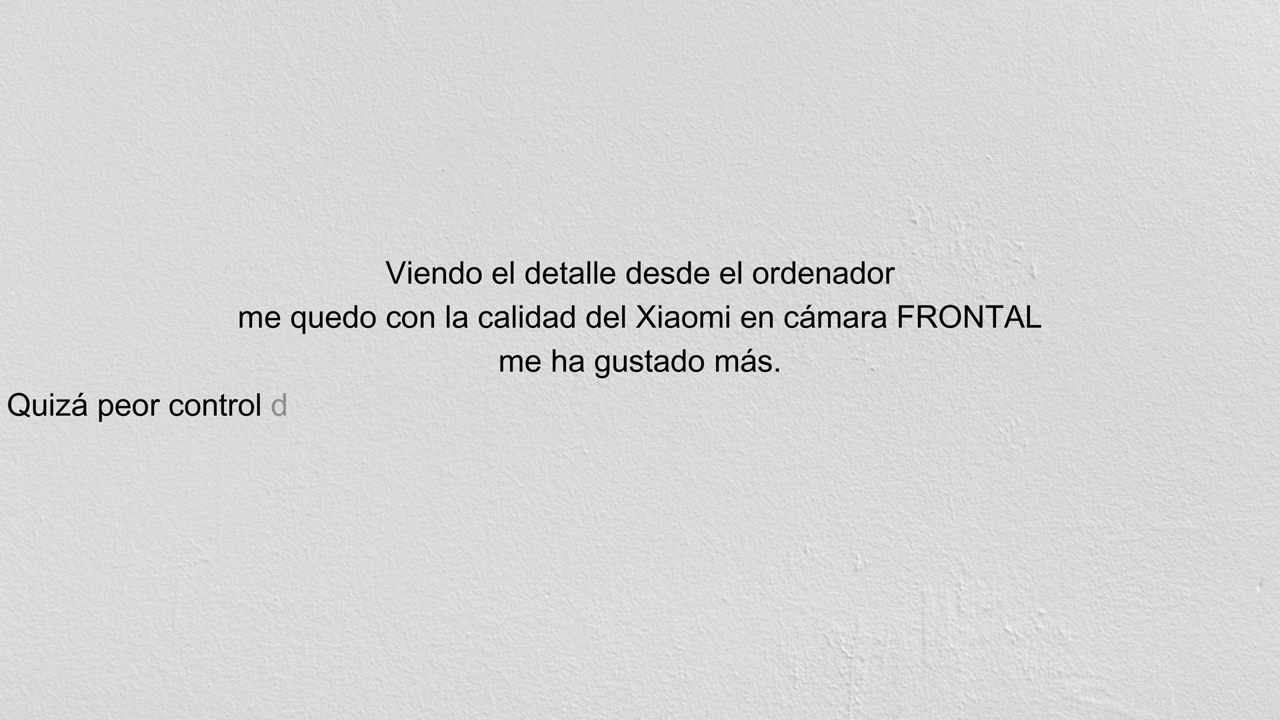 Viendo el detalle desde el ordenador
me quedo con la calidad del Xiaomi en cámara FRONTAL
me ha gustado más.
Quizá peor control d